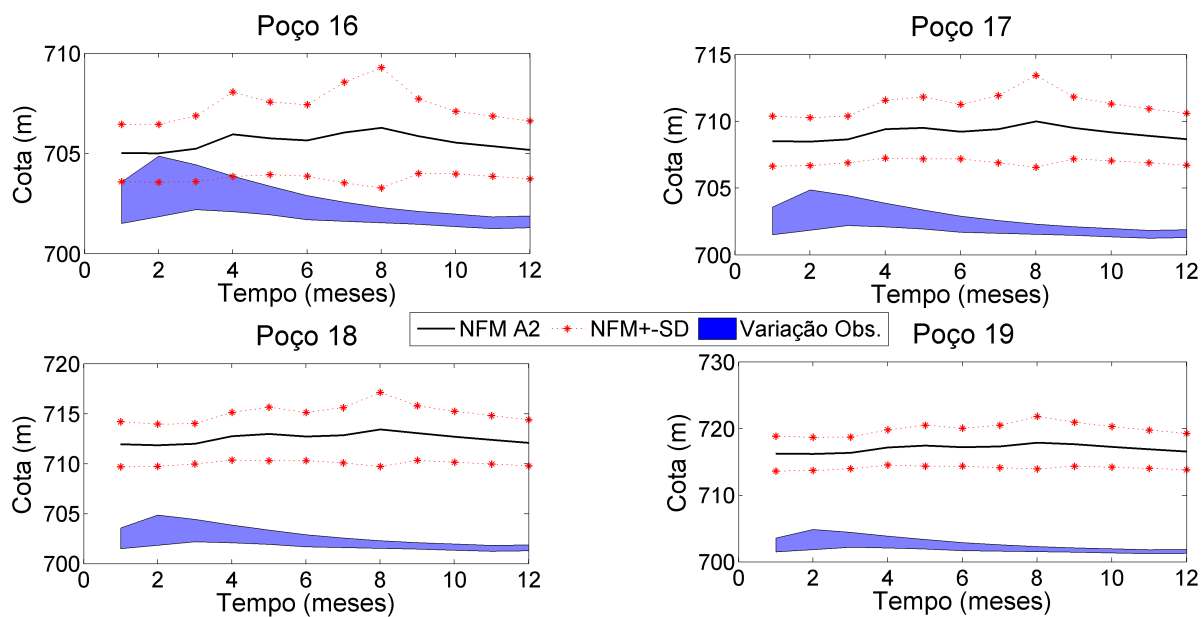 Poço 16
Cota (m)
710
705
700
0 2 4 6 8 10 12
Tempo (meses)
Poço 17
Cota (m)
715
710
705
700
0 2 4 6 8 10 12
Tempo (meses)
NFM A2 NFM+-SD Variação Obs.
Poço 18
Cota (m)
720
715
710
705
700
0 2 4 6 8 10 12
Tempo (meses)
Poço 19
Cota (m)
730
720
710
700
0 2 4 6 8 10 12
Tempo (meses)